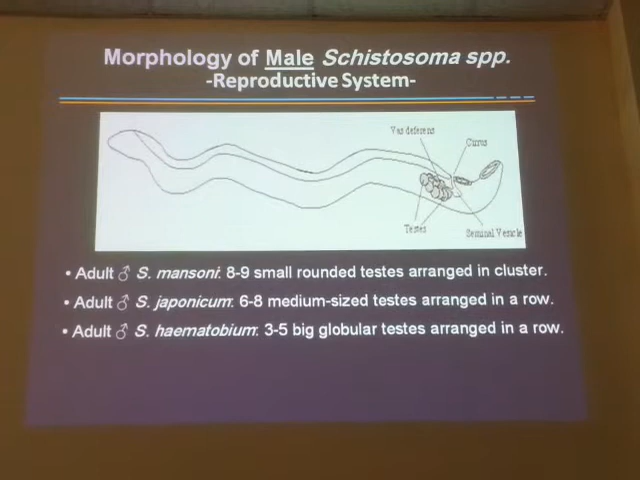 Morphology of Male Schistosoma spp.
-Reproductive System-
Vas deferens
Cirrus
Testes
Seminal Vesicle
• Adult ♂ S. mansoni: 8-9 small rounded testes arranged in cluster.
• Adult ♂ S. japonicum: 6-8 medium-sized testes arranged in a row.
• Adult ♂ S. haematobium: 3-5 big globular testes arranged in a row.